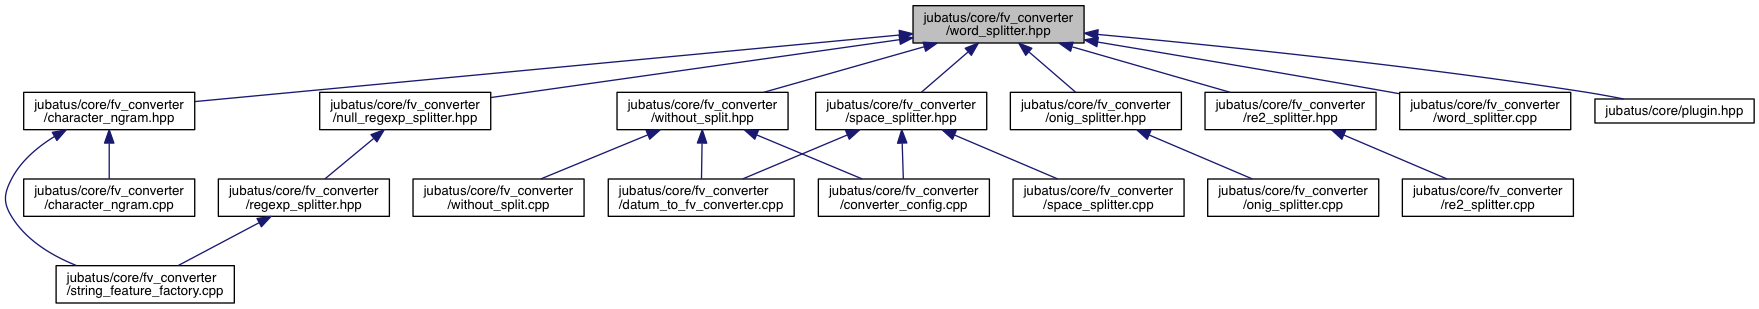 jubatus/core/fv_converter
/word_splitter.hpp
jubatus/core/fv_converter
/character_ngram.hpp
jubatus/core/fv_converter
/null_regexp_splitter.hpp
jubatus/core/fv_converter
/without_split.hpp
jubatus/core/fv_converter
/space_splitter.hpp
jubatus/core/fv_converter
/onig_splitter.hpp
jubatus/core/fv_converter
/re2_splitter.hpp
jubatus/core/fv_converter
/word_splitter.cpp
jubatus/core/plugin.hpp
jubatus/core/fv_converter
/character_ngram.cpp
jubatus/core/fv_converter
/regexp_splitter.hpp
jubatus/core/fv_converter
/without_split.cpp
jubatus/core/fv_converter
/datum_to_fv_converter.cpp
jubatus/core/fv_converter
/converter_config.cpp
jubatus/core/fv_converter
/space_splitter.cpp
jubatus/core/fv_converter
/onig_splitter.cpp
jubatus/core/fv_converter
/re2_splitter.cpp
jubatus/core/fv_converter
/string_feature_factory.cpp